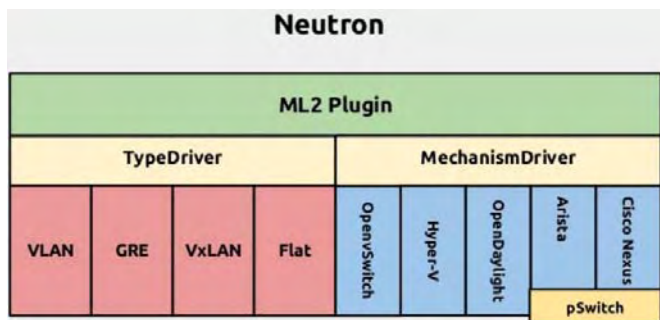 Neutron
ML2 Plugin
TypeDriver
MechanismDriver
VLAN
GRE
VxLAN
Flat
OpenvSwitch
Hyper-V
OpenDaylight
Arista
Cisco Nexus
pSwitch